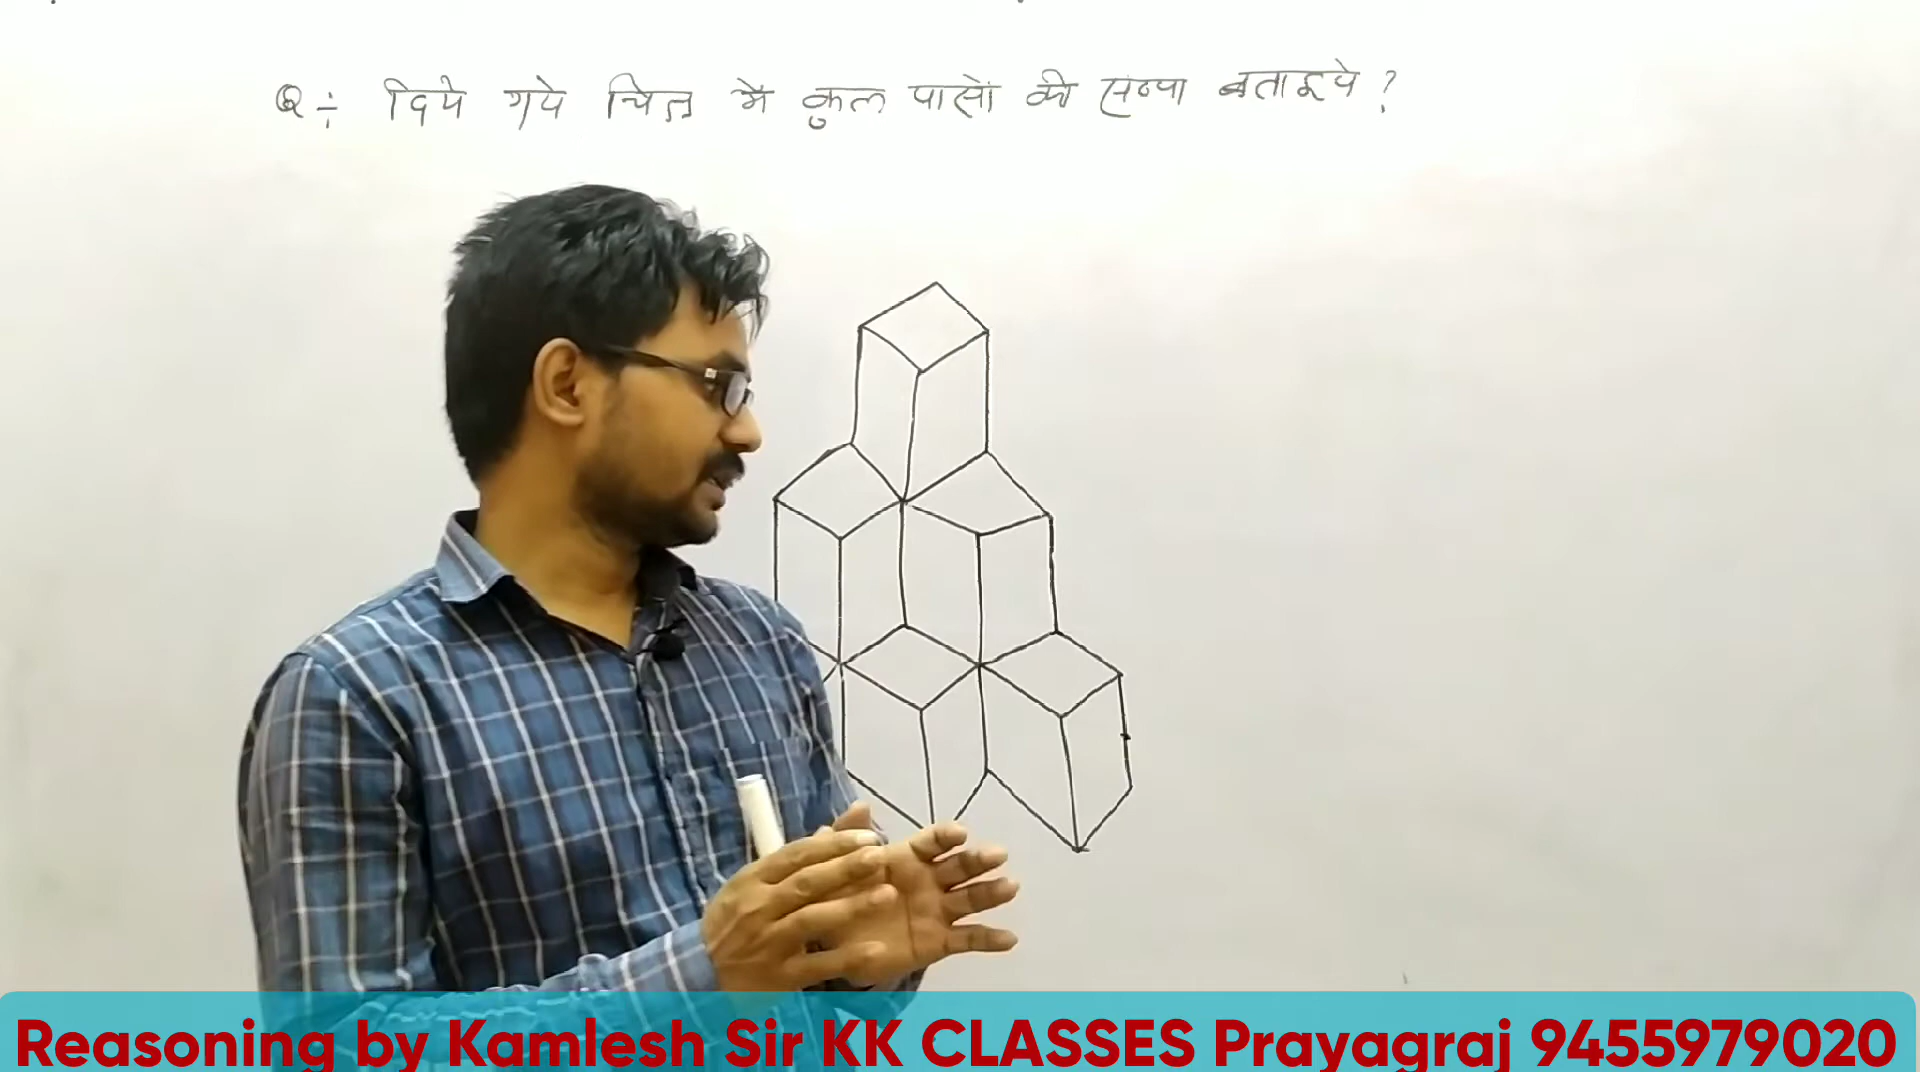 Q÷ दिये गये चित्र मे कुल पासों की संख्या बताइये ?
Reasoning by Kamlesh Sir KK CLASSES Prayagraj 9455979020